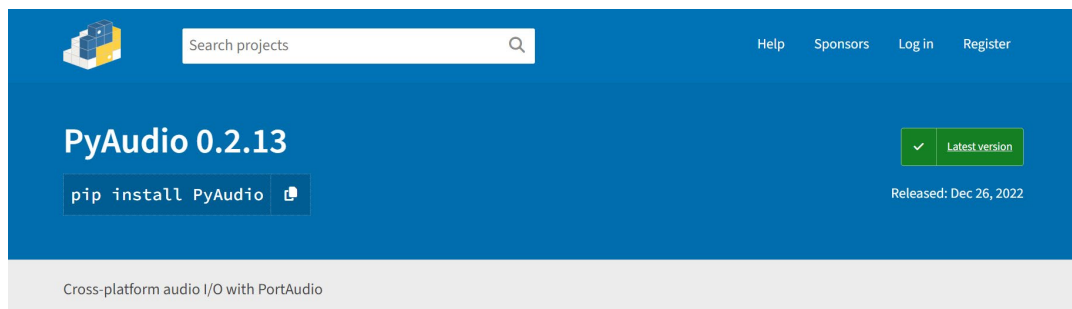 Search projects
Help Sponsors Log in Register
PyAudio 0.2.13
Latest version
pip install PyAudio
Released: Dec 26, 2022
Cross-platform audio I/O with PortAudio